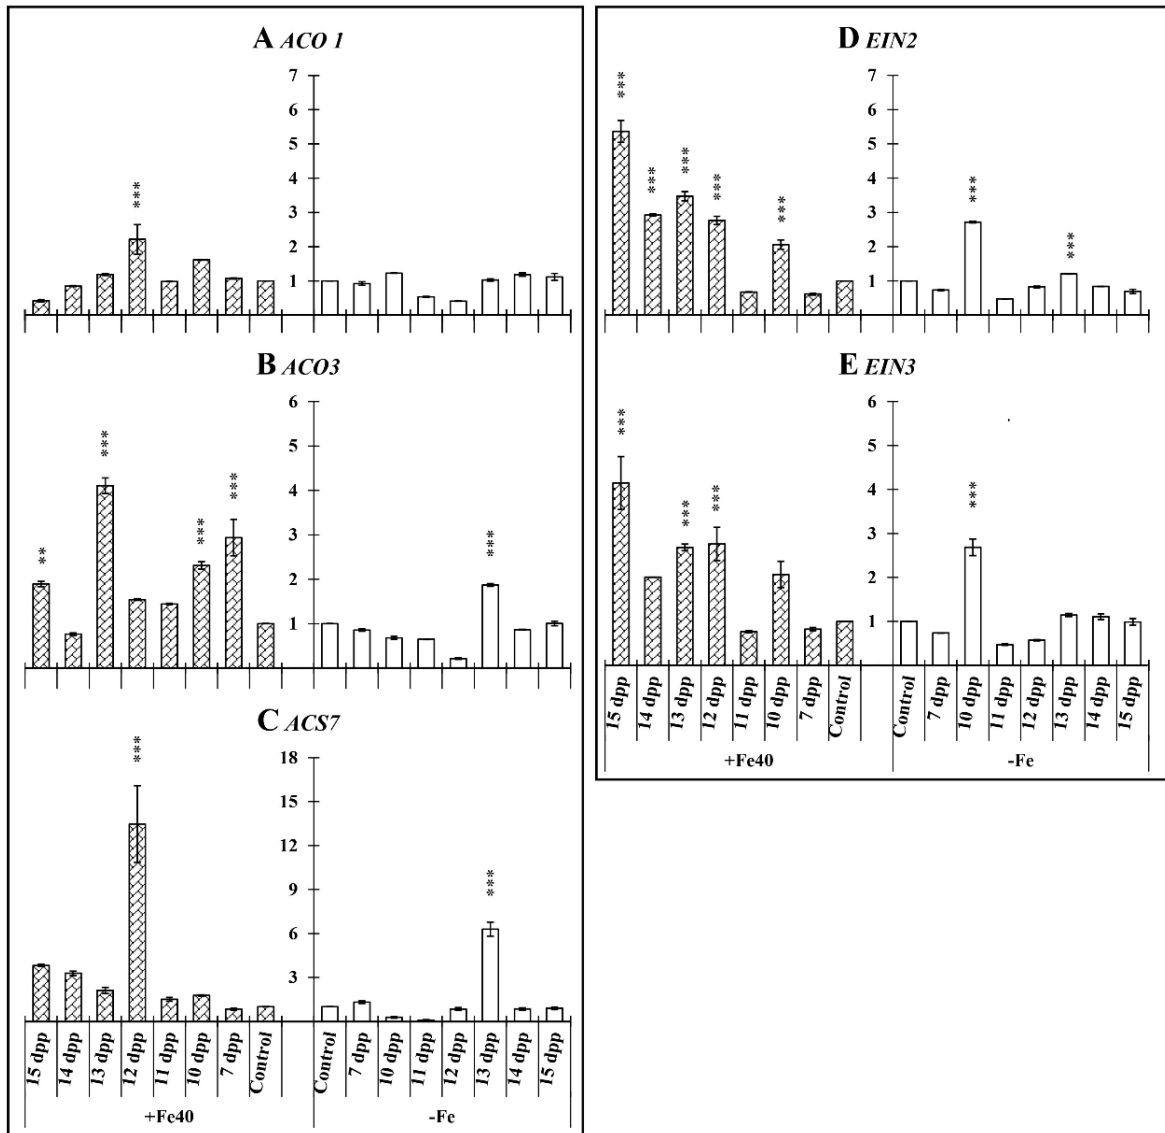 A ACO 1
7
6
5
4
3
2
1
***
B ACO3
6
5
4
3
2
1
**
***
***
***
***
C ACS7
18
15
12
9
6
3
***
***
15 dpp
14 dpp
13 dpp
12 dpp
11 dpp
10 dpp
7 dpp
Control
Control
7 dpp
10 dpp
11 dpp
12 dpp
13 dpp
14 dpp
15 dpp
+Fe40
-Fe
D EIN2
7
6
5
4
3
2
1
***
***
***
***
***
***
***
E EIN3
6
5
4
3
2
1
***
***
***
***
15 dpp
14 dpp
13 dpp
12 dpp
11 dpp
10 dpp
7 dpp
Control
Control
7 dpp
10 dpp
11 dpp
12 dpp
13 dpp
14 dpp
15 dpp
+Fe40
-Fe